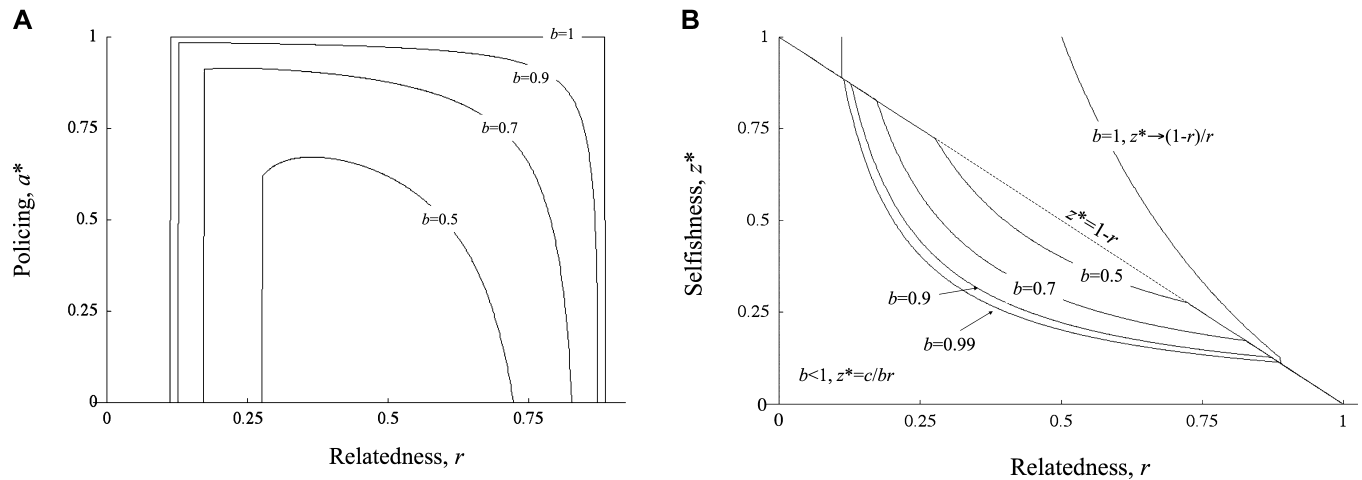 A
1
0.75
0.5
0.25
0
Policing, a*
b=1
b=0.9
b=0.7
b=0.5
0
0.25
0.5
0.75
Relatedness, r
B
1
0.75
0.5
0.25
0
Selfishness, z*
b=1, z*→(1-r)/r
z*=1-r
b=0.5
b=0.7
b=0.9
b=0.99
b<1, z*=c/br
0
0.25
0.5
0.75
1
Relatedness, r